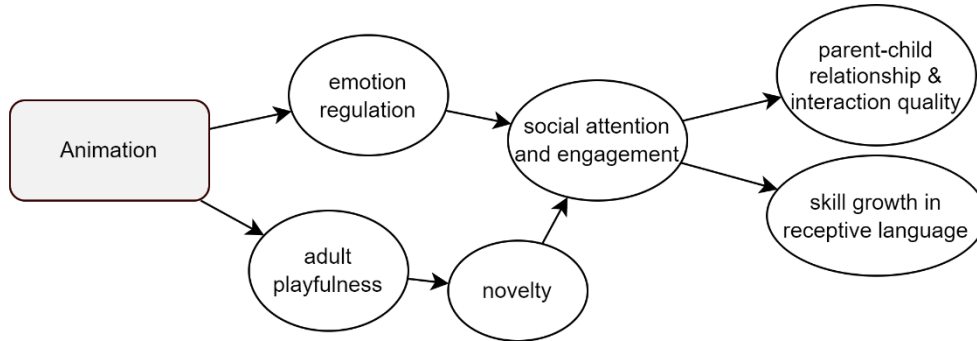 Animation
emotion
regulation
adult
playfulness
novelty
social attention
and engagement
parent-child
relationship &
interaction quality
skill growth in
receptive language